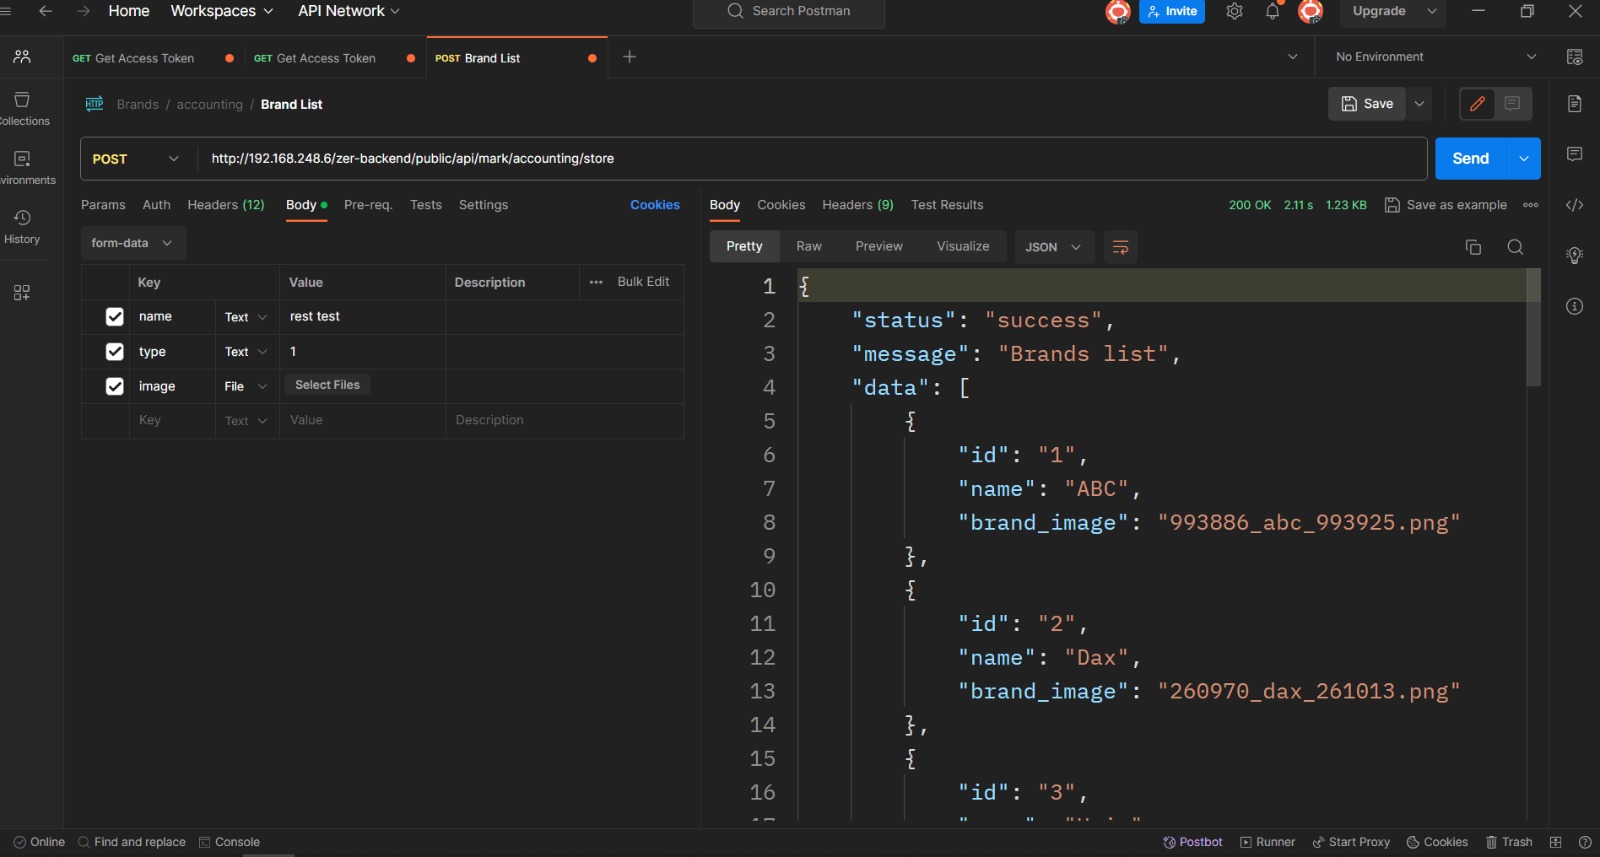 Home Workspaces API Network Search Postman Invite Upgrade
GET Get Access Token GET Get Access Token POST Brand List No Environment
HTTP Brands / accounting / Brand List Save
ollections
POST http://192.168.248.6/zer-backend/public/api/mark/accounting/store Send
vironments
History
Params Auth Headers (12) Body Pre-req. Tests Settings Cookies
form-data
Key Value Description Bulk Edit
name Text rest test
type Text 1
image File Select Files
Key Text Value Description
Body Cookies Headers (9) Test Results 200 OK 2.11 s 1.23 KB Save as example
Pretty Raw Preview Visualize JSON
1 {
2 "status": "success",
3 "message": "Brands list",
4 "data": [
5 {
6 "id": "1",
7 "name": "ABC",
8 "brand_image": "993886_abc_993925.png"
9 },
10 {
11 "id": "2",
12 "name": "Dax",
13 "brand_image": "260970_dax_261013.png"
14 },
15 {
16 "id": "3",
Online Find and replace Console Postbot Runner Start Proxy Cookies Trash